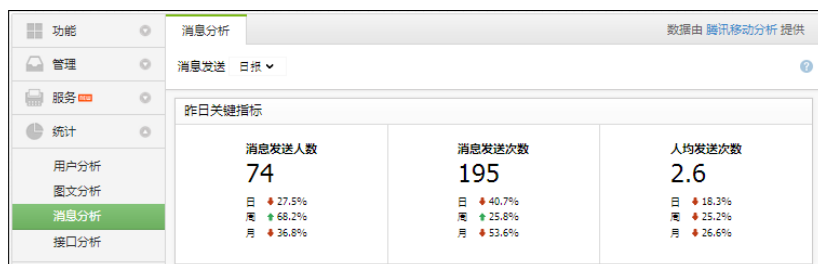 功能
管理
服务
统计
用户分析
图文分析
消息分析
接口分析
消息分析
数据由 腾讯移动分析 提供
消息发送 日报
?
昨日关键指标
消息发送人数
74
日 27.5%
周 68.2%
月 36.8%
消息发送次数
195
日 40.7%
周 25.8%
月 53.6%
人均发送次数
2.6
日 18.3%
周 25.2%
月 26.6%